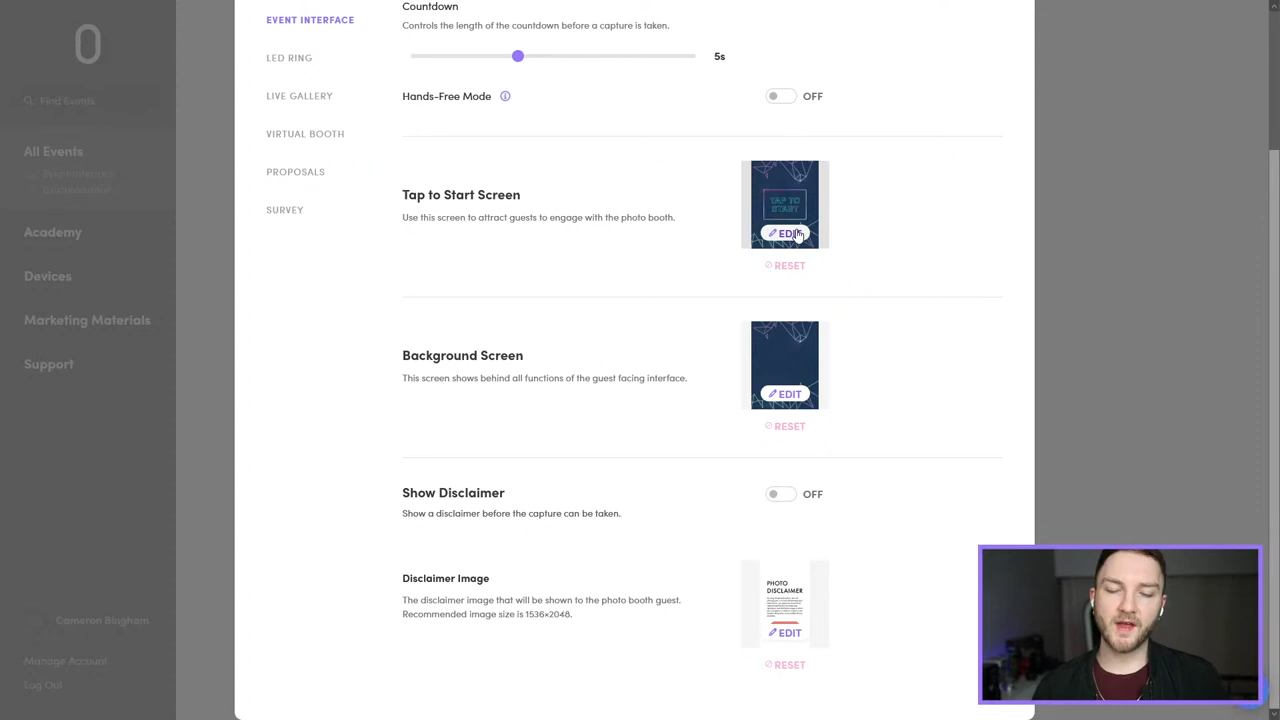 EVENT INTERFACE
LED RING
LIVE GALLERY
VIRTUAL BOOTH
PROPOSALS
SURVEY
Find Events
All Events
Academy
Devices
Marketing Materials
Support
Cameron Bingham
Manage Account
Log Out
Countdown
Controls the length of the countdown before a capture is taken.
5s
Hands-Free Mode
OFF
Tap to Start Screen
Use this screen to attract guests to engage with the photo booth.
TAP TO
START
EDIT
RESET
Background Screen
This screen shows behind all functions of the guest facing interface.
EDIT
RESET
Show Disclaimer
OFF
Show a disclaimer before the capture can be taken.
Disclaimer Image
The disclaimer image that will be shown to the photo booth guest.
Recommended image size is 1536×2048.
PHOTO
DISCLAIMER
EDIT
RESET